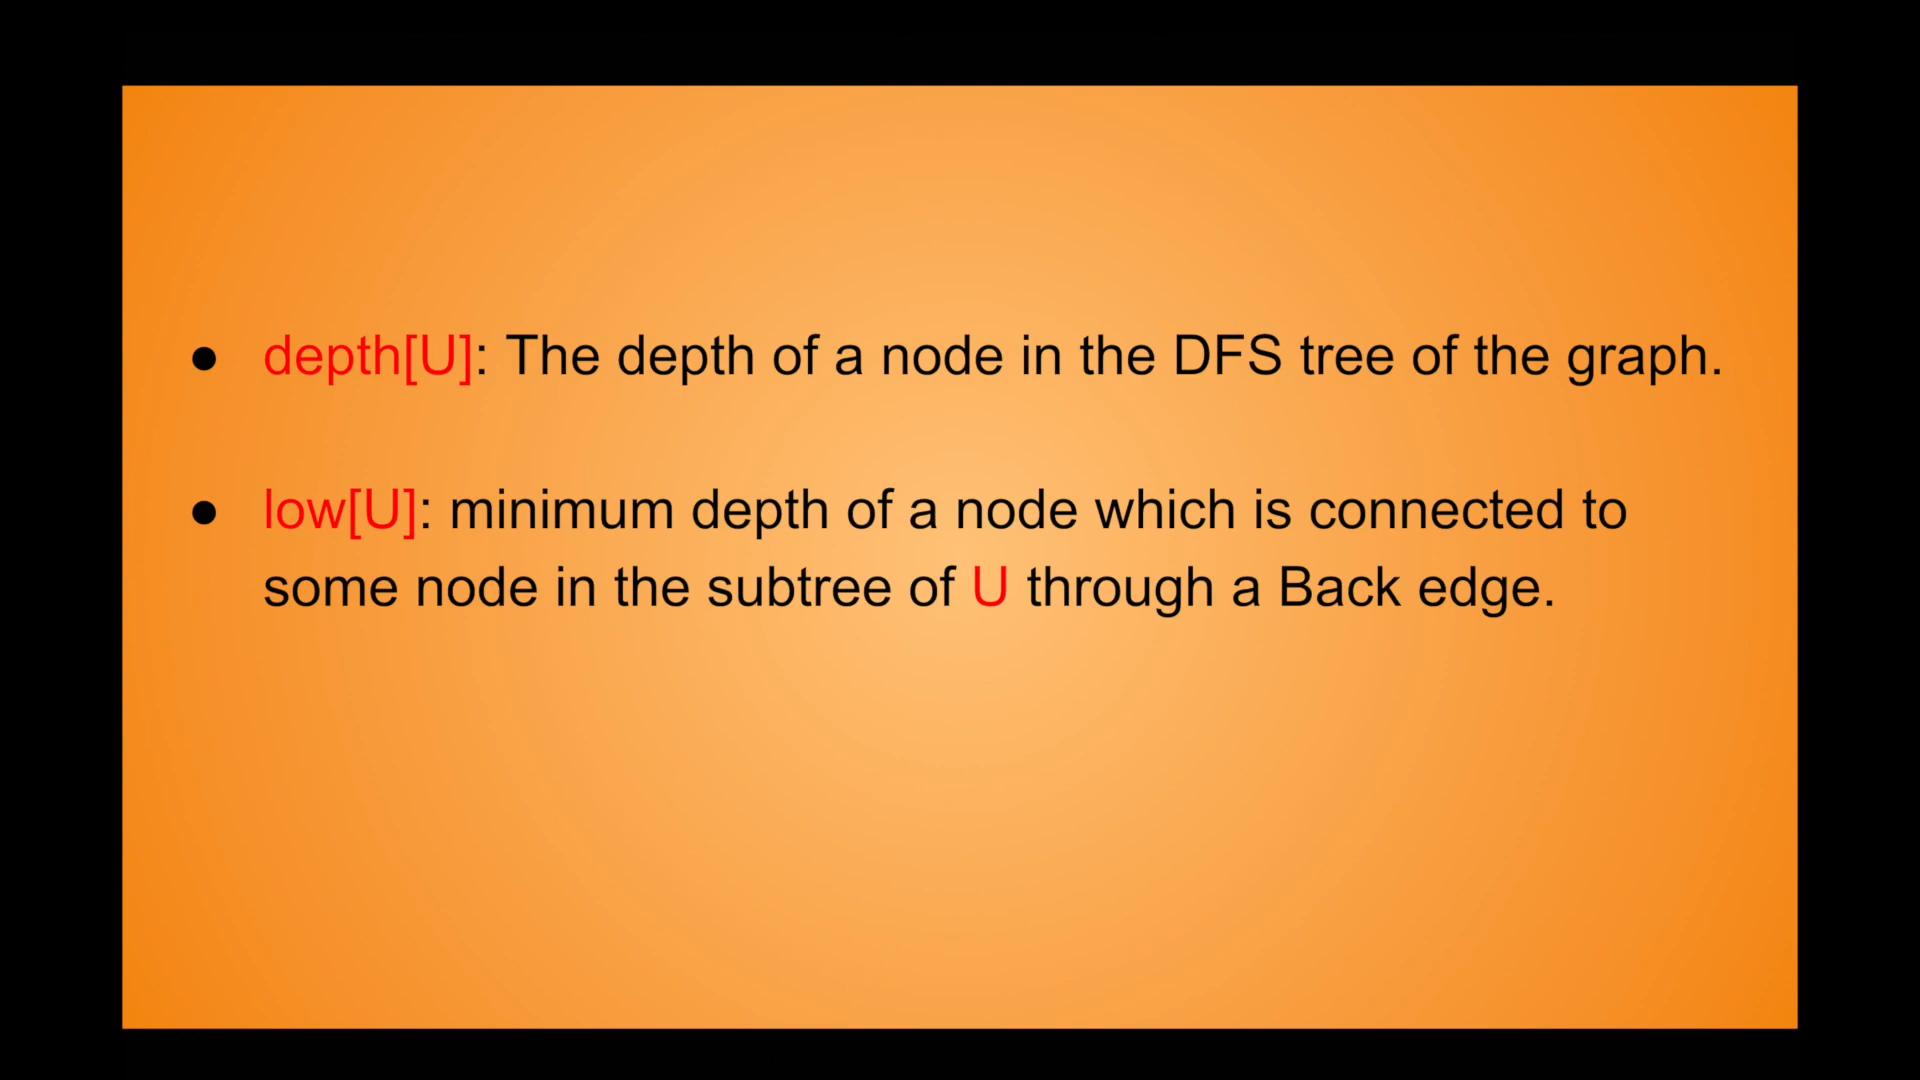 ● depth[U]: The depth of a node in the DFS tree of the graph.
● low[U]: minimum depth of a node which is connected to
some node in the subtree of U through a Back edge.